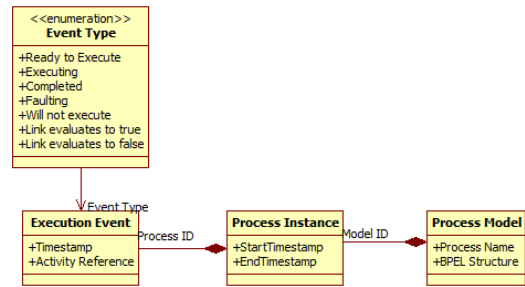 <<enumeration>>
Event Type
+Ready to Execute
+Executing
+Completed
+Faulting
+Will not execute
+Link evaluates to true
+Link evaluates to false
Event Type
Execution Event
+Timestamp
+Activity Reference
Process ID
Process Instance
+StartTimestamp
+EndTimestamp
Model ID
Process Model
+Process Name
+BPEL Structure